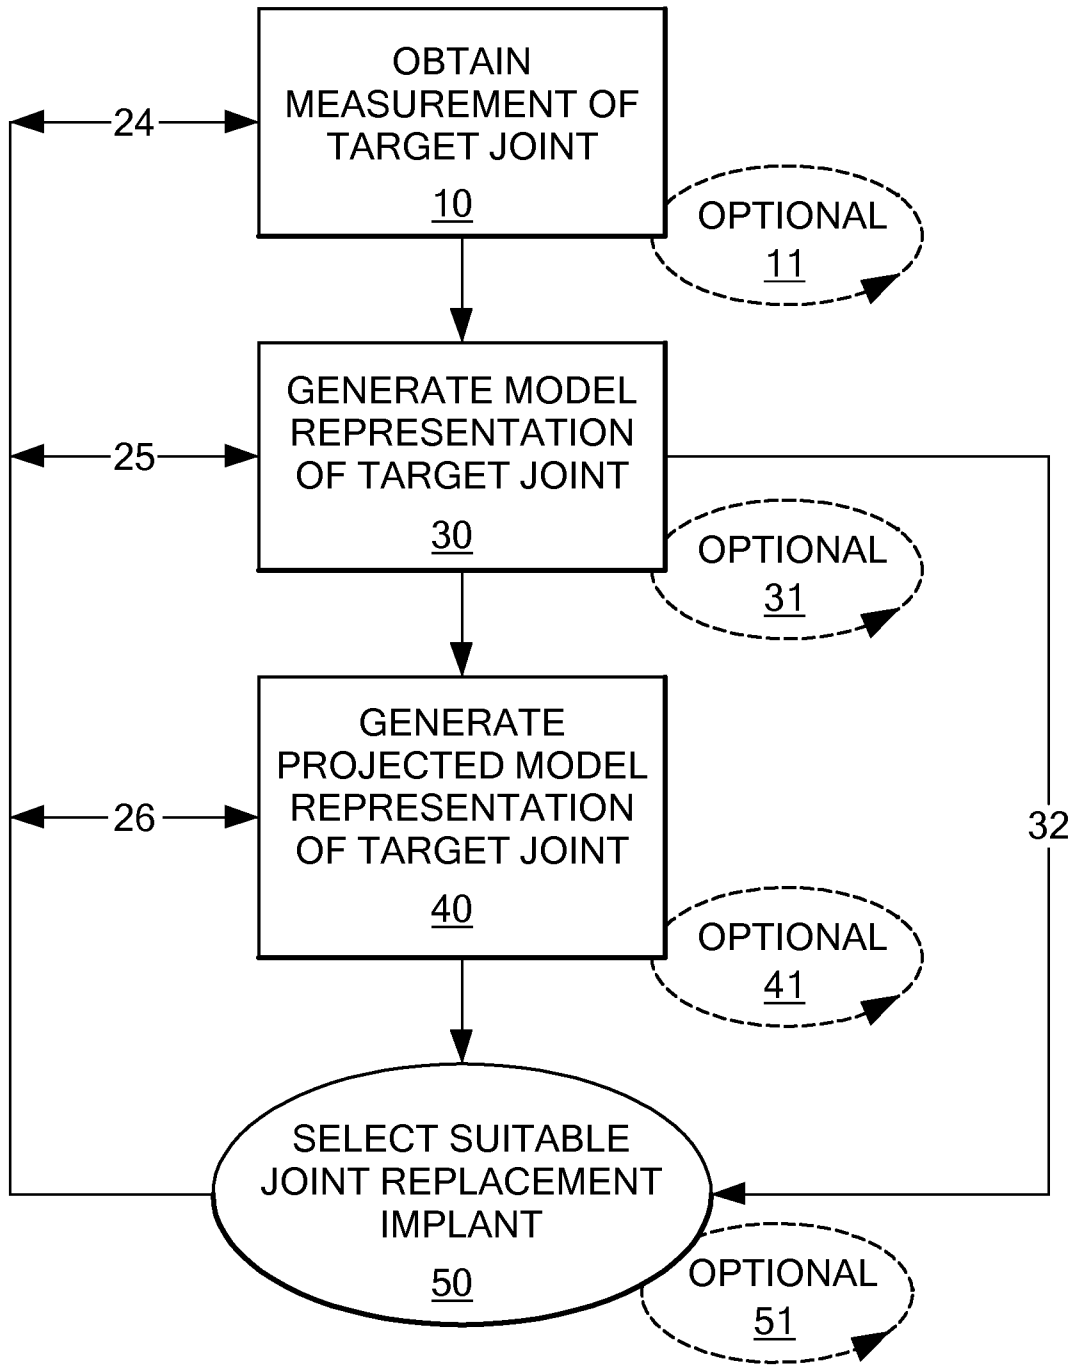 OBTAIN
MEASUREMENT OF
TARGET JOINT
10
24
OPTIONAL
11
GENERATE MODEL
REPRESENTATION
OF TARGET JOINT
30
25
OPTIONAL
31
GENERATE
PROJECTED MODEL
REPRESENTATION
OF TARGET JOINT
40
26
32
OPTIONAL
41
SELECT SUITABLE
JOINT REPLACEMENT
IMPLANT
50
OPTIONAL
51